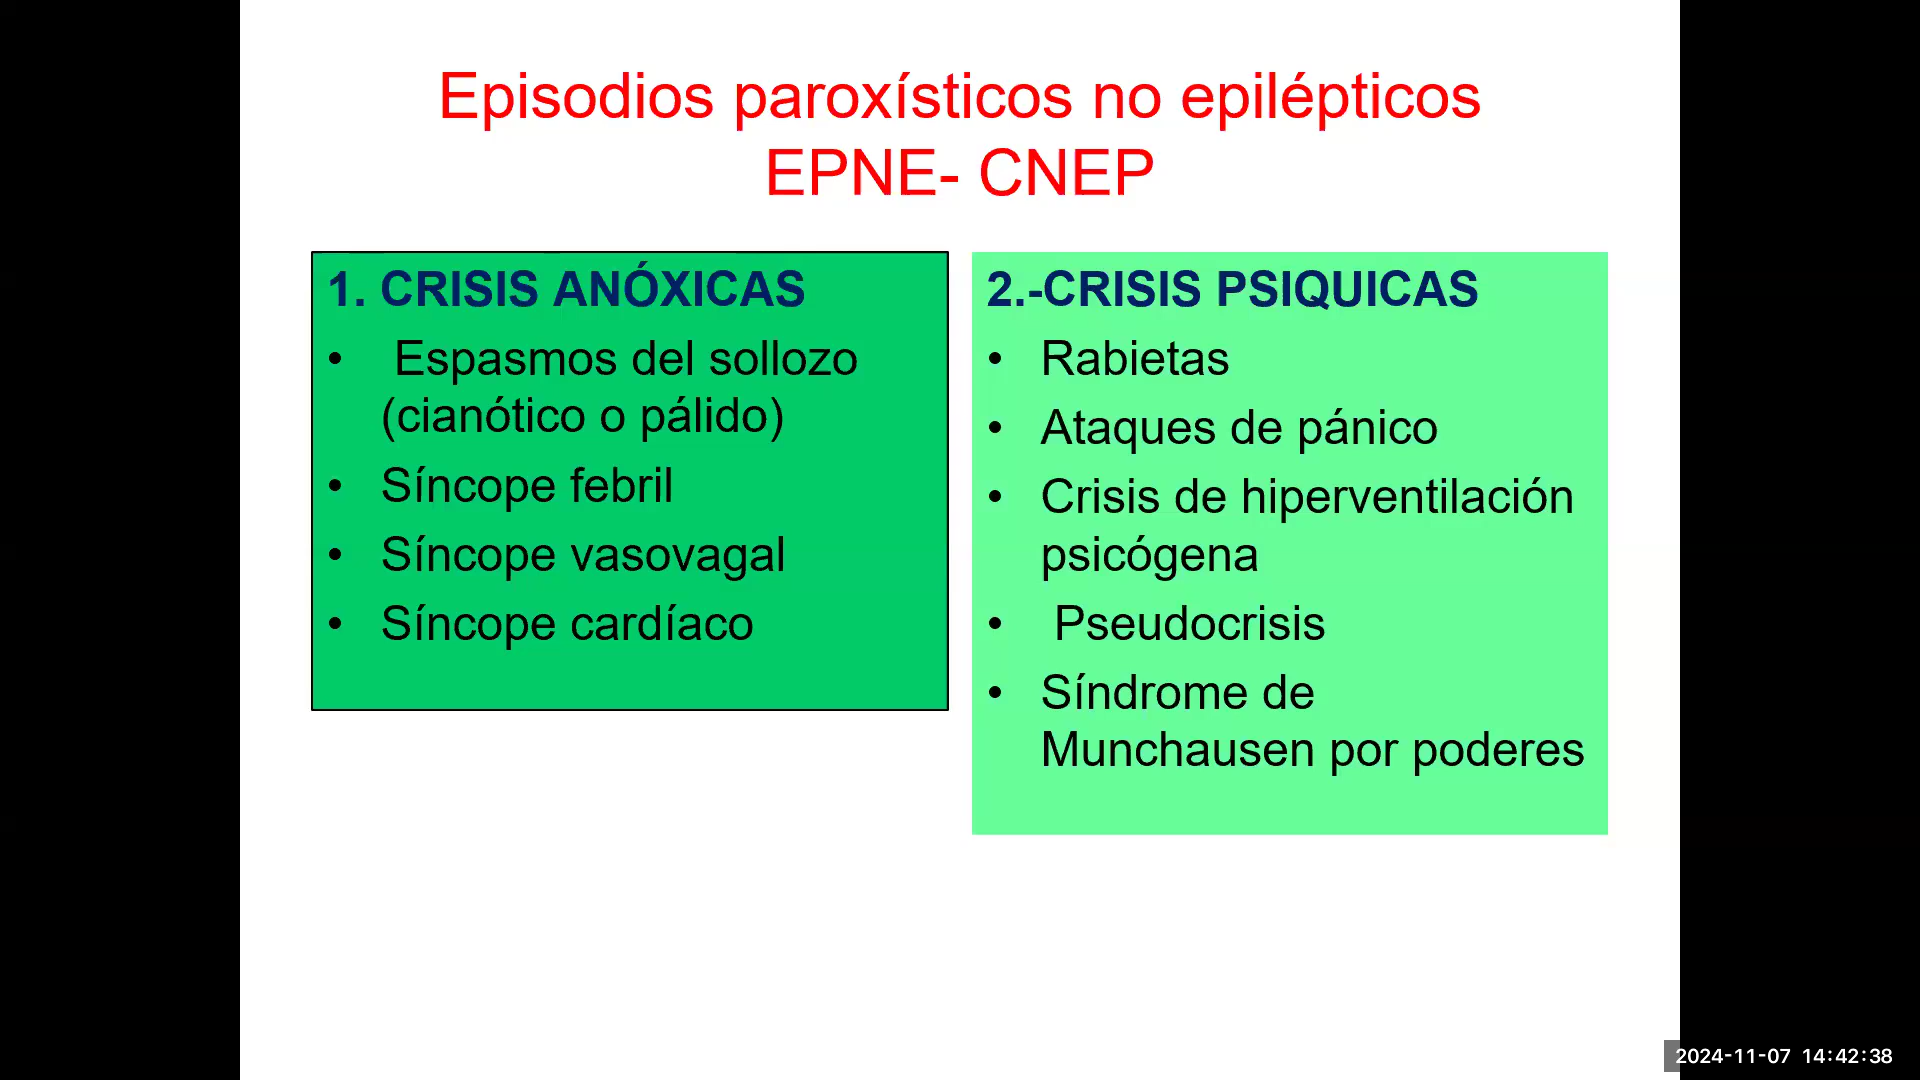 Episodios paroxísticos no epilépticos
EPNE- CNEP
1. CRISIS ANÓXICAS
• Espasmos del sollozo
(cianótico o pálido)
• Síncope febril
• Síncope vasovagal
• Síncope cardíaco
2.-CRISIS PSIQUICAS
• Rabietas
• Ataques de pánico
• Crisis de hiperventilación
psicógena
• Pseudocrisis
• Síndrome de
Munchausen por poderes
2024-11-07 14:42:38